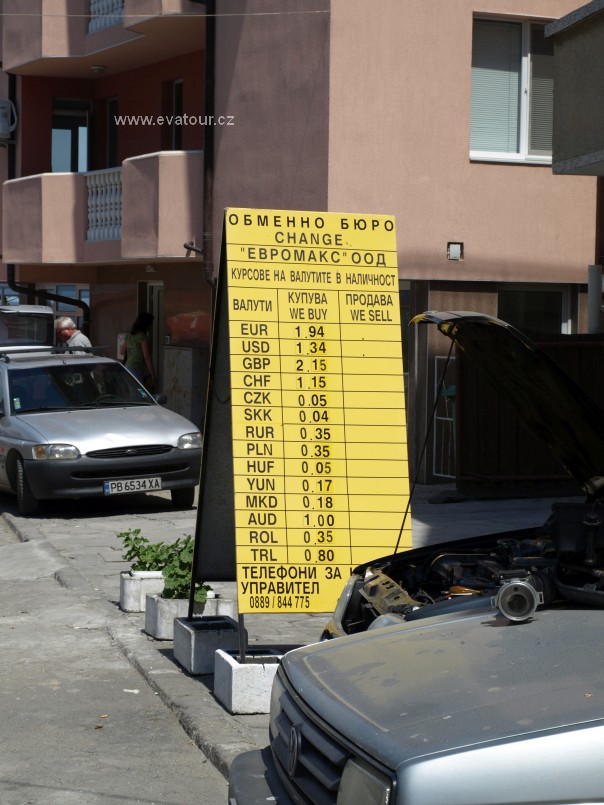 www.evatour.cz
ОБМЕННО БЮРО
CHANGE
"ЕВРОМАКС" ООД
КУРСОВЕ НА ВАЛУТИТЕ В НАЛИЧНОСТ
ВАЛУТИ КУПУВА WE BUY ПРОДАВА WE SELL
EUR 1.94
USD 1.34
GBP 2.15
CHF 1.15
CZK 0.05
SKK 0.04
RUR 0.35
PLN 0.35
HUF 0.05
YUN 0.17
MKD 0.18
AUD 1.00
ROL 0.35
TRL 0.80
ТЕЛЕФОНИ ЗА
УПРАВИТЕЛ
0889 / 844 775
PB 6534 XA